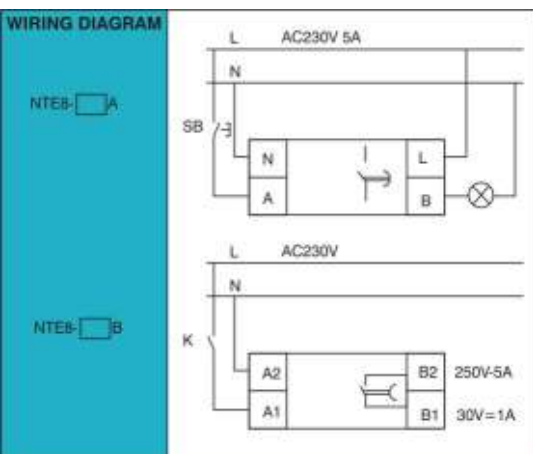 WIRING DIAGRAM
NTE8-□A
L AC230V 5A
N
SB
N L
A B
NTE8-□B
L AC230V
N
K
A2 B2 250V-5A
A1 B1 30V=1A